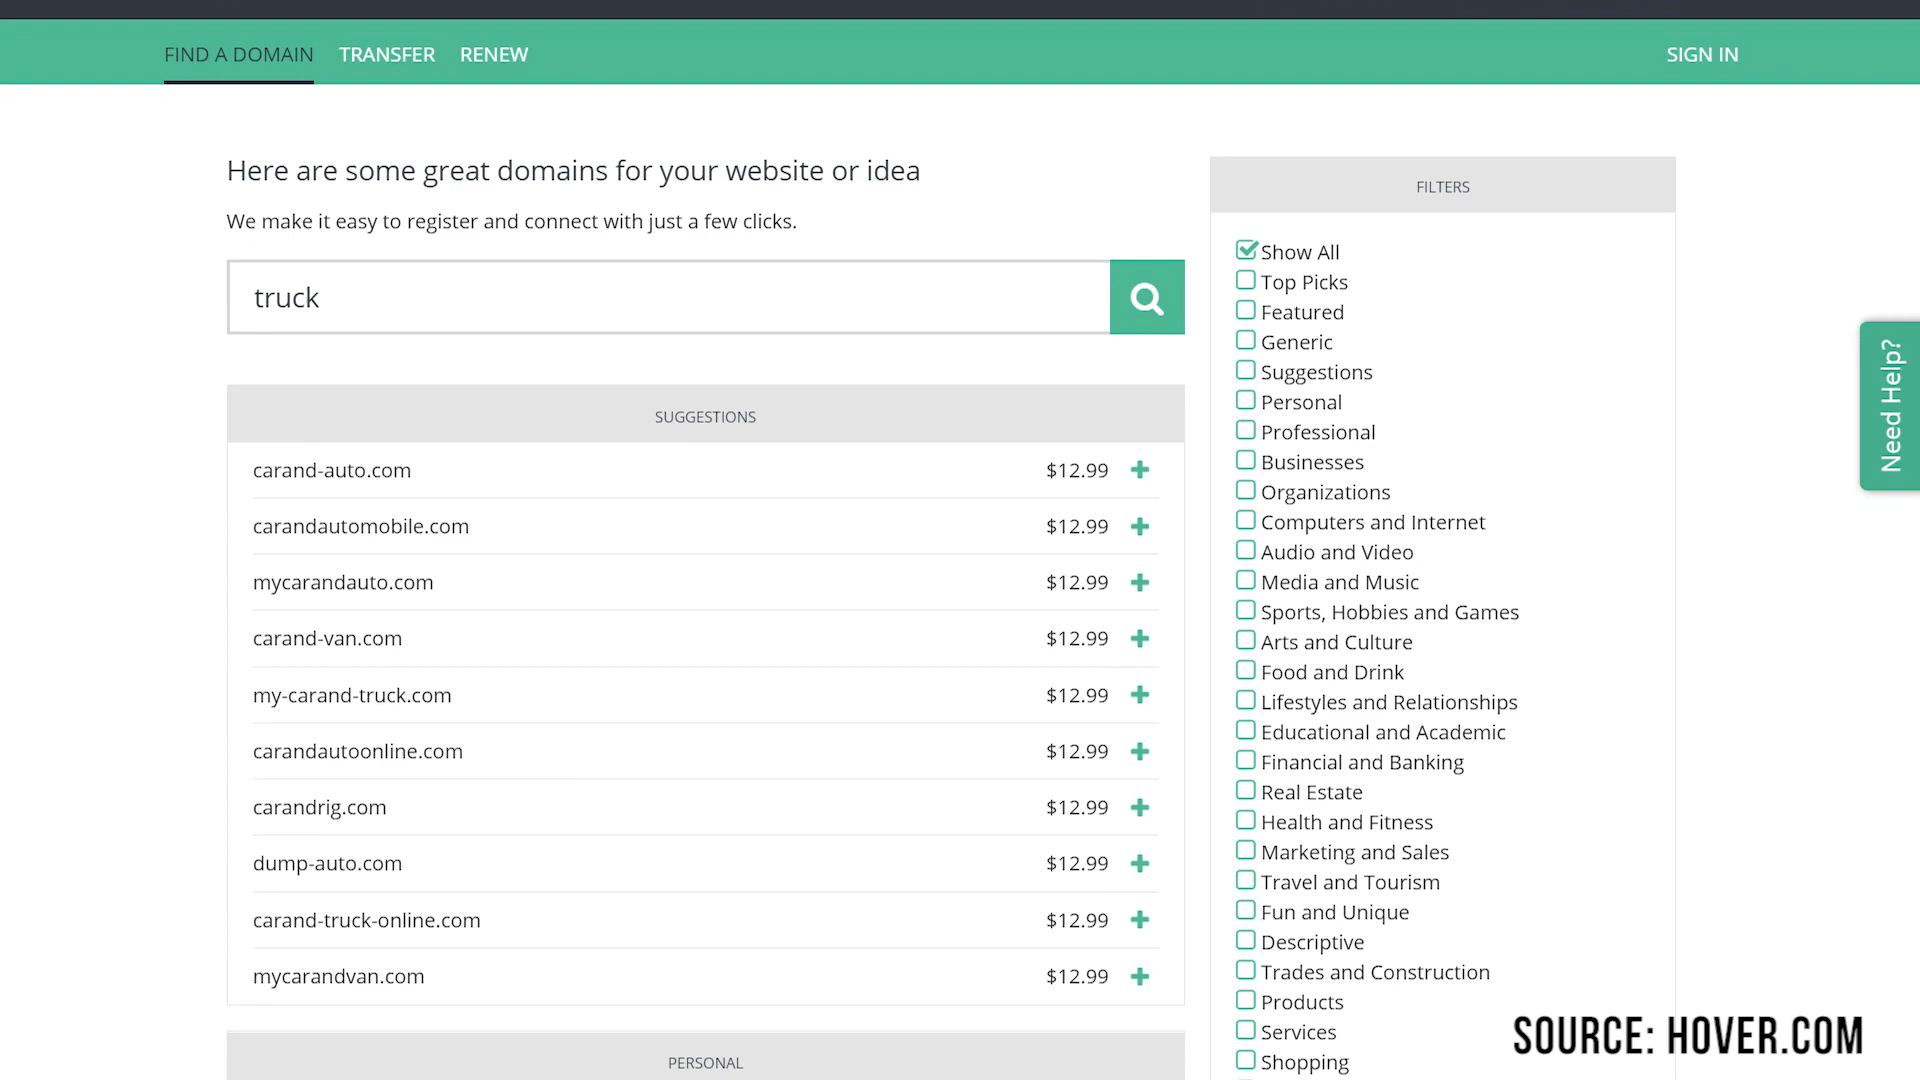 FIND A DOMAIN TRANSFER RENEW SIGN IN
Here are some great domains for your website or idea
We make it easy to register and connect with just a few clicks.
truck
SUGGESTIONS
carand-auto.com $12.99
carandautomobile.com $12.99
mycarandauto.com $12.99
carand-van.com $12.99
my-carand-truck.com $12.99
carandautoonline.com $12.99
carandrig.com $12.99
dump-auto.com $12.99
carand-truck-online.com $12.99
mycarandvan.com $12.99
PERSONAL
FILTERS
Show All
Top Picks
Featured
Generic
Suggestions
Personal
Professional
Businesses
Organizations
Computers and Internet
Audio and Video
Media and Music
Sports, Hobbies and Games
Arts and Culture
Food and Drink
Lifestyles and Relationships
Educational and Academic
Financial and Banking
Real Estate
Health and Fitness
Marketing and Sales
Travel and Tourism
Fun and Unique
Descriptive
Trades and Construction
Products
Services
Shopping
Need Help?
SOURCE: HOVER.COM